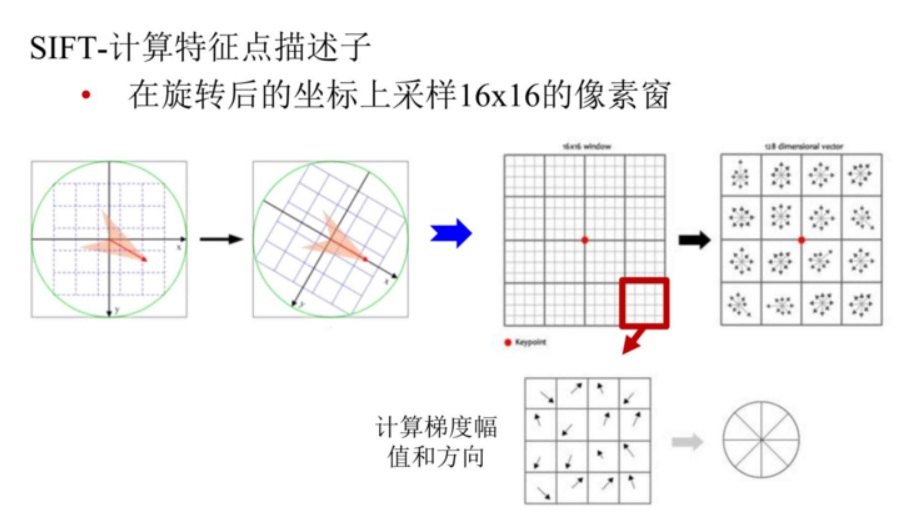 SIFT-计算特征点描述子
• 在旋转后的坐标上采样16x16的像素窗
16x16 window
128 dimensional vector
x
y
x
y
Keypoint
计算梯度幅
值和方向